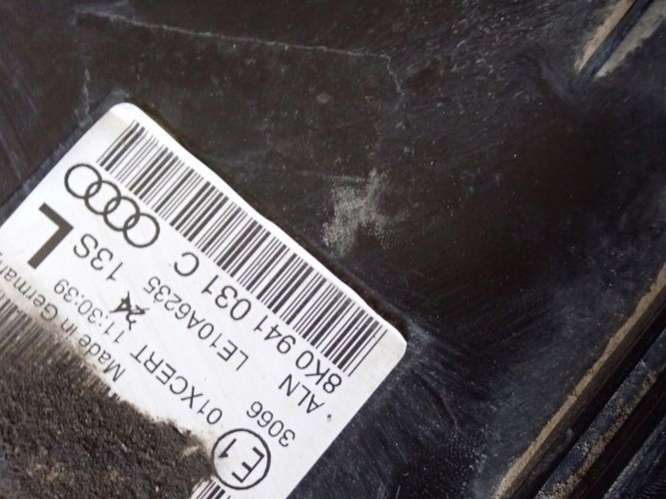 8K0 941 031 C
ALN
LE10A6235 13S L
3066 01XCERT 11:30:39
Made in Germany
E1